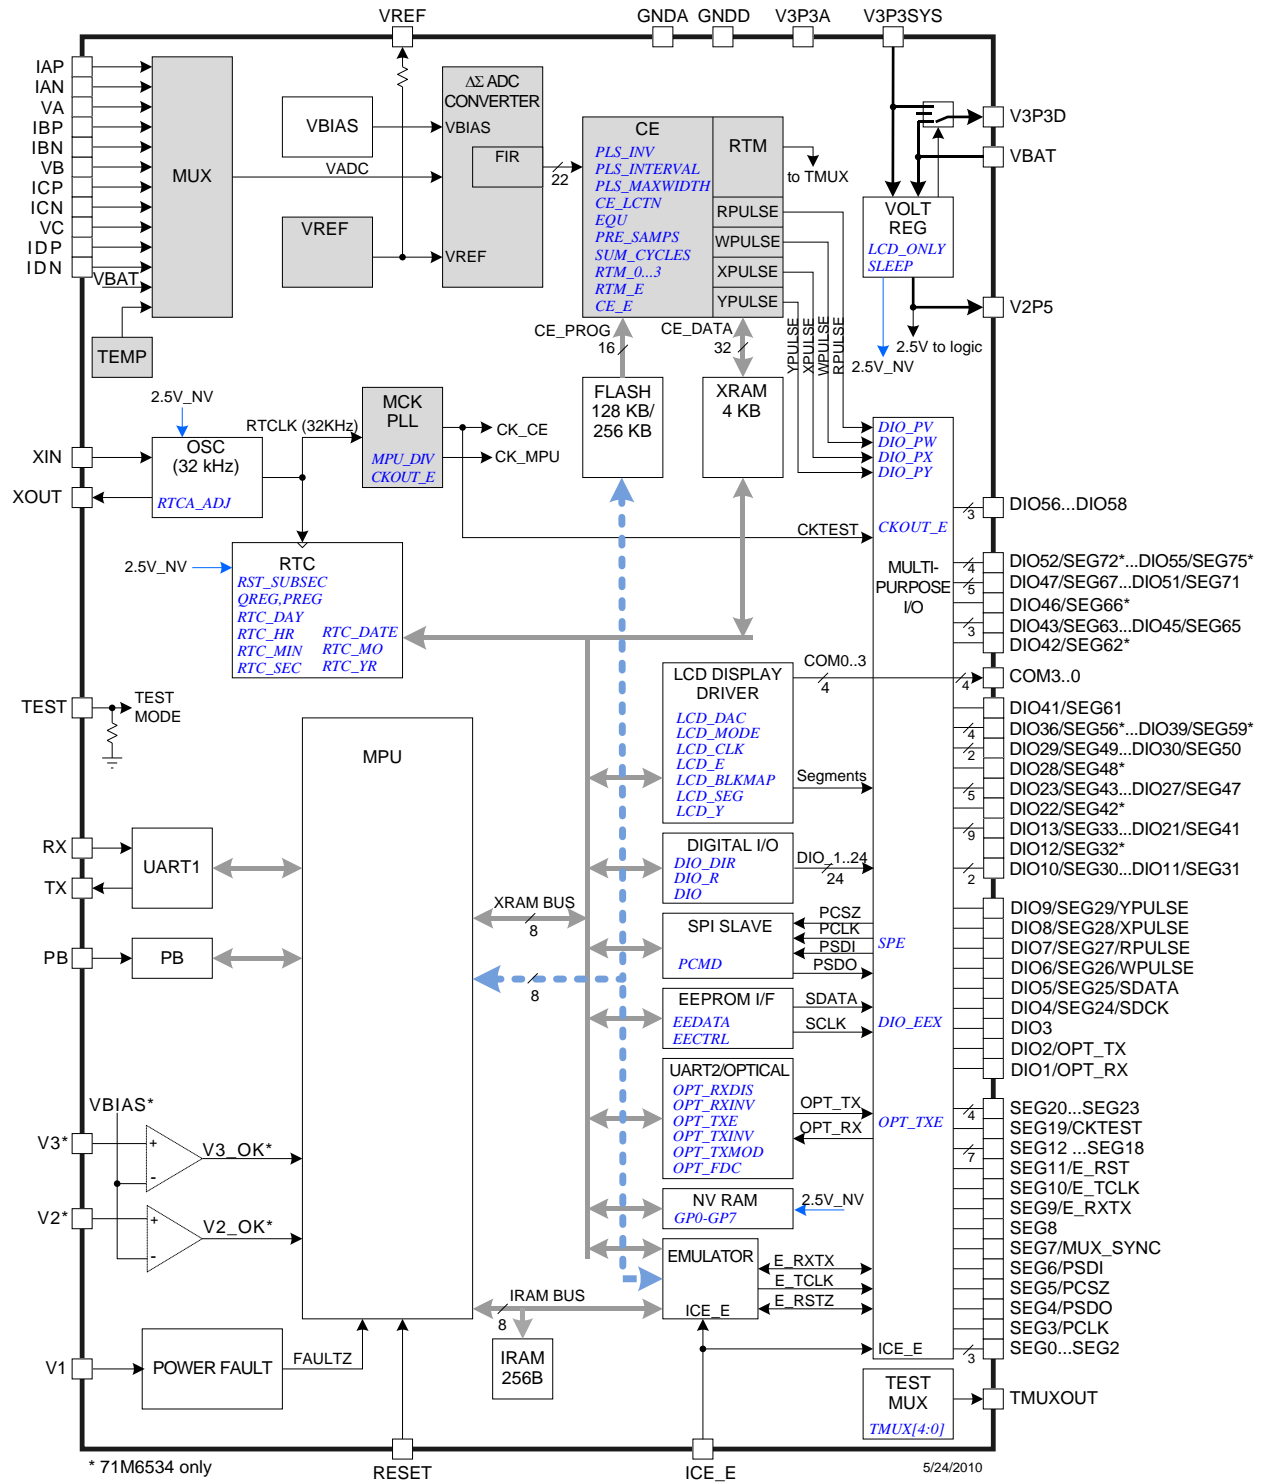 VREF
GNDA GNDD V3P3A V3P3SYS
IAP
IAN
VA
IBP
IBN
VB
ICP
ICN
VC
IDP
IDN
VBAT
MUX
TEMP
VBIAS
VADC
VREF
ΔΣ ADC
CONVERTER
VBIAS
FIR
VREF
22
CE
PLS_INV
PLS_INTERVAL
PLS_MAXWIDTH
CE_LCTN
EQU
PRE_SAMPS
SUM_CYCLES
RTM_0...3
RTM_E
CE_E
RTM
to TMUX
RPULSE
WPULSE
XPULSE
YPULSE
YPULSE
XPULSE
WPULSE
RPULSE
V3P3D
VBAT
VOLT
REG
LCD_ONLY
SLEEP
V2P5
2.5V to logic
2.5V_NV
CE_PROG
16
CE_DATA
32
FLASH
128 KB/
256 KB
XRAM
4 KB
2.5V_NV
XIN
XOUT
OSC
(32 kHz)
RTCA_ADJ
RTCLK (32KHz)
MCK
PLL
MPU_DIV
CKOUT_E
CK_CE
CK_MPU
2.5V_NV
RTC
RST_SUBSEC
QREG,PREG
RTC_DAY
RTC_HR RTC_DATE
RTC_MIN RTC_MO
RTC_SEC RTC_YR
CKTEST
DIO_PV
DIO_PW
DIO_PX
DIO_PY
CKOUT_E
MULTI-
PURPOSE
I/O
3
DIO56...DIO58
4
DIO52/SEG72*...DIO55/SEG75*
5
DIO47/SEG67...DIO51/SEG71
DIO46/SEG66*
3
DIO43/SEG63...DIO45/SEG65
DIO42/SEG62*
TEST
TEST
MODE
MPU
LCD DISPLAY
DRIVER
LCD_DAC
LCD_MODE
LCD_CLK
LCD_E
LCD_BLKMAP
LCD_SEG
LCD_Y
COM0..3
4
4
COM3..0
Segments
DIO41/SEG61
4
DIO36/SEG56*...DIO39/SEG59*
2
DIO29/SEG49...DIO30/SEG50
DIO28/SEG48*
5
DIO23/SEG43...DIO27/SEG47
DIO22/SEG42*
9
DIO13/SEG33...DIO21/SEG41
DIO12/SEG32*
2
DIO10/SEG30...DIO11/SEG31
RX
TX
UART1
PB
PB
DIGITAL I/O
DIO_DIR
DIO_R
DIO
DIO_1..24
24
XRAM BUS
8
8
SPI SLAVE
PCMD
PCSZ
PCLK
PSDI
PSDO
SPE
EEPROM I/F
EEDATA
EECTRL
SDATA
SCLK
DIO_EEX
DIO9/SEG29/YPULSE
DIO8/SEG28/XPULSE
DIO7/SEG27/RPULSE
DIO6/SEG26/WPULSE
DIO5/SEG25/SDATA
DIO4/SEG24/SDCK
DIO3
DIO2/OPT_TX
DIO1/OPT_RX
UART2/OPTICAL
OPT_RXDIS
OPT_RXINV
OPT_TXE
OPT_TXINV
OPT_TXMOD
OPT_FDC
OPT_TX
OPT_RX
OPT_TXE
VBIAS*
V3*
+
-
V3_OK*
V2*
+
-
V2_OK*
NV RAM
GP0-GP7
2.5V_NV
EMULATOR
ICE_E
E_RXTX
E_TCLK
E_RSTZ
4
SEG20...SEG23
SEG19/CKTEST
7
SEG12 ...SEG18
SEG11/E_RST
SEG10/E_TCLK
SEG9/E_RXTX
SEG8
SEG7/MUX_SYNC
SEG6/PSDI
SEG5/PCSZ
SEG4/PSDO
SEG3/PCLK
ICE_E
3
SEG0...SEG2
IRAM BUS
8
IRAM
256B
V1
POWER FAULT
FAULTZ
TEST
MUX
TMUX[4:0]
TMUXOUT
* 71M6534 only
RESET
ICE_E
5/24/2010